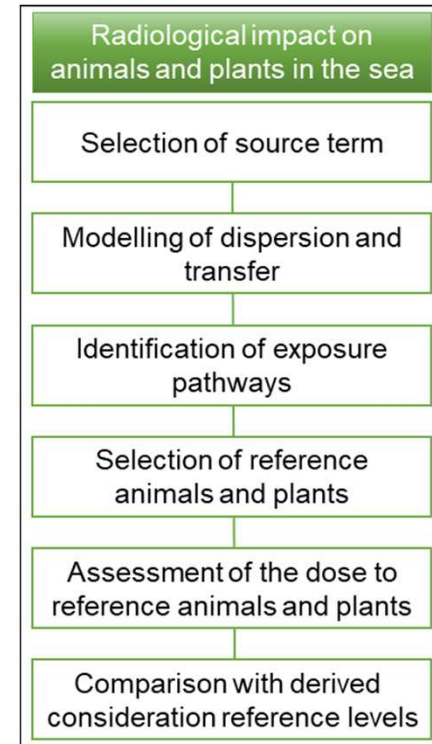 Radiological impact on
animals and plants in the sea
Selection of source term
Modelling of dispersion and
transfer
Identification of exposure
pathways
Selection of reference
animals and plants
Assessment of the dose to
reference animals and plants
Comparison with derived
consideration reference levels